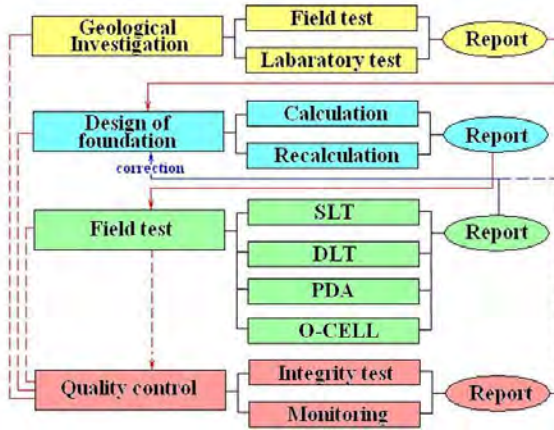 Geological
Investigation
Field test
Labaratory test
Report
Design of
foundation
Calculation
Recalculation
Report
correction
Field test
SLT
DLT
PDA
O-CELL
Report
Quality control
Integrity test
Monitoring
Report